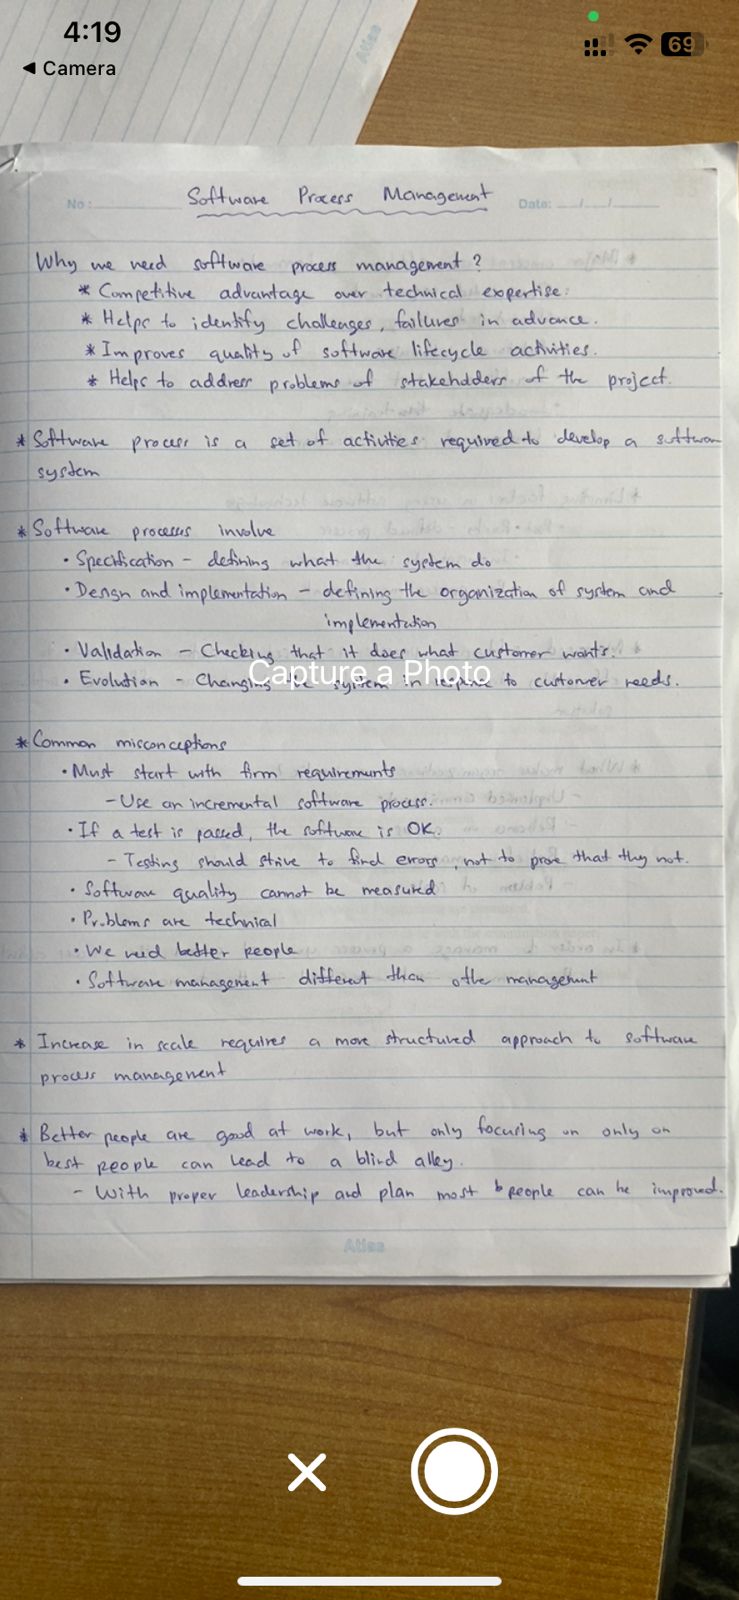 4:19
Camera
69
Atlas
No:
Software Process Management
Date:
Why we need software process management?
* Competitive advantage over technical expertise.
* Helps to identify challenges, failures in advance.
* Improves quality of software lifecycle activities.
* Helps to address problems of stakeholders of the project.
* Software process is a set of activities required to develop a software
system
* Software processes involve
• Specification - defining what the system do
• Design and implementation - defining the organization of system and
implementation
• Validation - Checking that it does what customer wants.
Capture a Photo
• Evolution - Changing the system in response to customer needs.
* Common misconceptions
• Must start with firm requirements
- Use an incremental software process.
• If a test is passed, the software is OK.
- Testing should strive to find errors, not to prove that they not.
• Software quality cannot be measured
• Problems are technical
• We need better people
• Software management different than othe management
* Increase in scale requires a more structured approach to software
process management
* Better people are good at work, but only focusing on only on
best people can lead to a blind alley.
- With proper leadership and plan most people can be improved.
Atlas